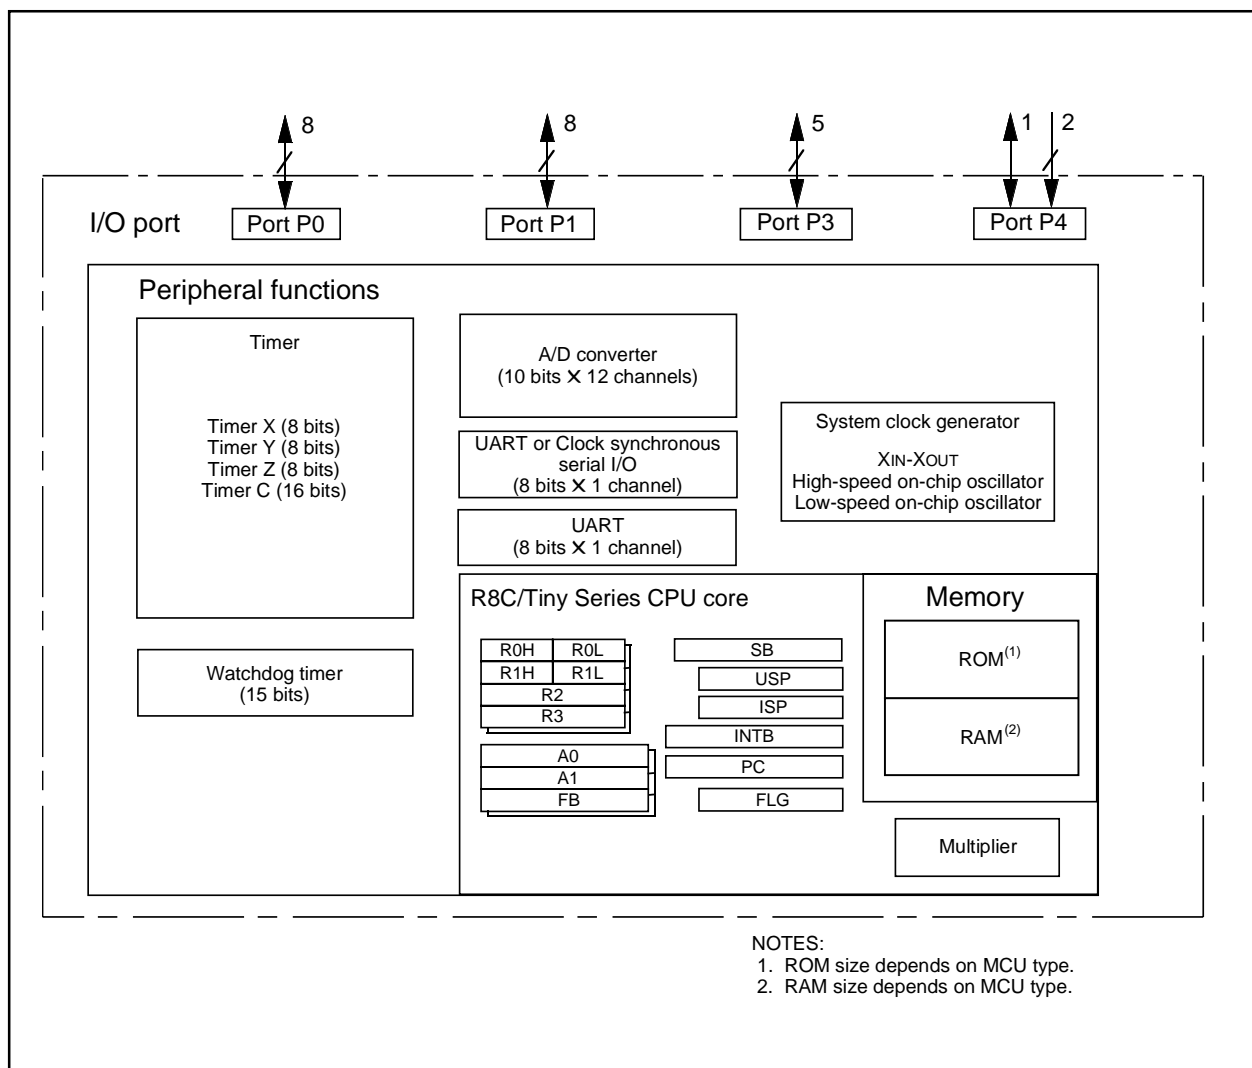 8
8
5
1
2
I/O port
Port P0
Port P1
Port P3
Port P4
Peripheral functions
Timer
Timer X (8 bits)
Timer Y (8 bits)
Timer Z (8 bits)
Timer C (16 bits)
Watchdog timer
(15 bits)
A/D converter
(10 bits × 12 channels)
UART or Clock synchronous
serial I/O
(8 bits × 1 channel)
UART
(8 bits × 1 channel)
System clock generator
XIN-XOUT
High-speed on-chip oscillator
Low-speed on-chip oscillator
R8C/Tiny Series CPU core
R0H
R0L
R1H
R1L
R2
R3
A0
A1
FB
SB
USP
ISP
INTB
PC
FLG
Memory
ROM(1)
RAM(2)
Multiplier
NOTES:
1. ROM size depends on MCU type.
2. RAM size depends on MCU type.